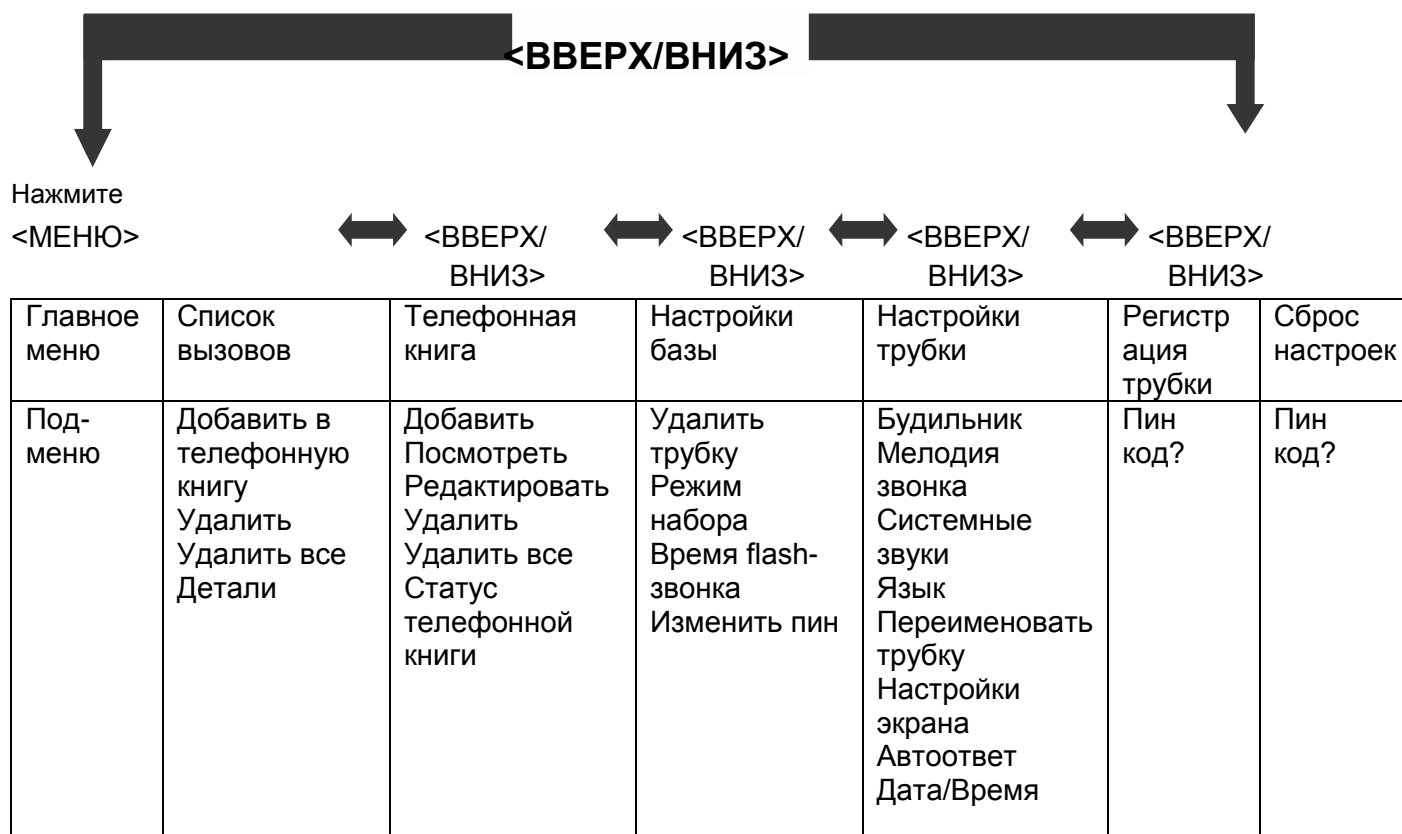 <ВВЕРХ/ВНИЗ>
Нажмите
<МЕНЮ>
<ВВЕРХ/
ВНИЗ>
<ВВЕРХ/
ВНИЗ>
<ВВЕРХ/
ВНИЗ>
<ВВЕРХ/
ВНИЗ>
Главное
меню
Список
вызовов
Телефонная
книга
Настройки
базы
Настройки
трубки
Регистр
ация
трубки
Сброс
настроек
Под-
меню
Добавить в
телефонную
книгу
Удалить
Удалить все
Детали
Добавить
Посмотреть
Редактировать
Удалить
Удалить все
Статус
телефонной
книги
Удалить
трубку
Режим
набора
Время flash-
звонка
Изменить пин
Будильник
Мелодия
звонка
Системные
звуки
Язык
Переименовать
трубку
Настройки
экрана
Автоответ
Дата/Время
Пин
код?
Пин
код?